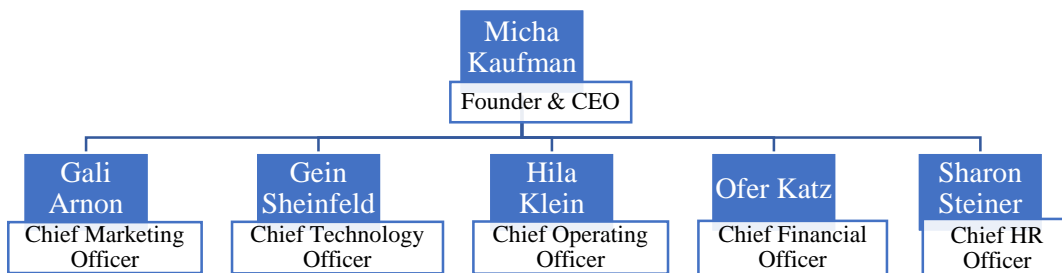 Micha
Kaufman
Founder & CEO
Gali
Arnon
Chief Marketing
Officer
Gein
Sheinfeld
Chief Technology
Officer
Hila
Klein
Chief Operating
Officer
Ofer Katz
Chief Financial
Officer
Sharon
Steiner
Chief HR
Officer